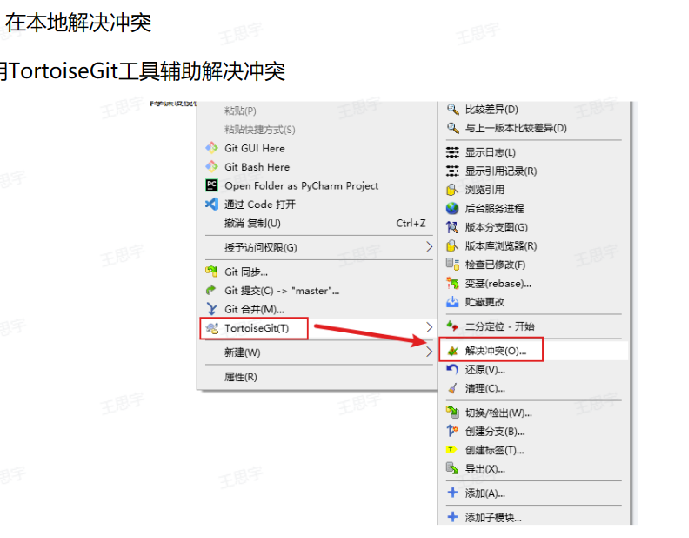 在本地解决冲突
用TortoiseGit工具辅助解决冲突
粘贴(P)
粘贴快捷方式(S)
Git GUI Here
Git Bash Here
Open Folder as PyCharm Project
通过 Code 打开
撤消 复制(U) Ctrl+Z
授予访问权限(G)
Git 同步...
Git 提交(C) -> "master"...
Git 合并(M)...
TortoiseGit(T)
新建(W)
属性(R)
比较差异(D)
与上一版本比较差异(D)
显示日志(L)
显示引用记录(R)
浏览引用
后台服务进程
版本分支图(G)
版本库浏览器(R)
检查已修改(F)
变基(rebase)...
贮藏更改
二分定位 - 开始
解决冲突(O)...
还原(V)...
清理(C)...
切换/检出(W)...
创建分支(B)...
创建标签(T)...
导出(X)...
添加(A)...
添加子模块...
王思宇